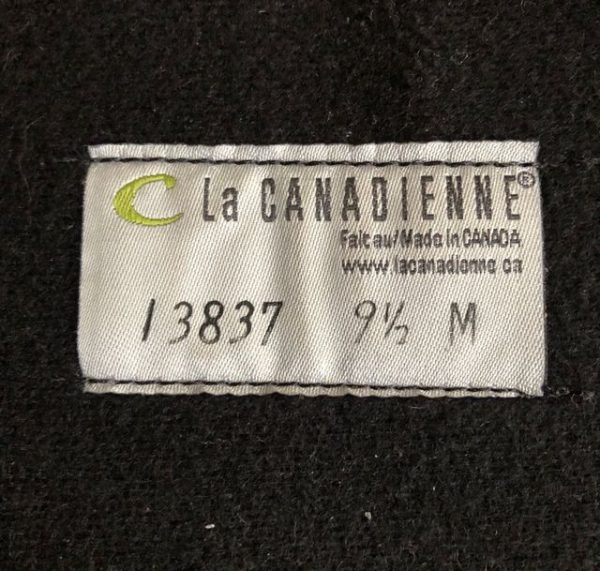 C La CANADIENNE®
Fait au/Made in CANADA
www.lacanadienne.ca
13837 9½ M